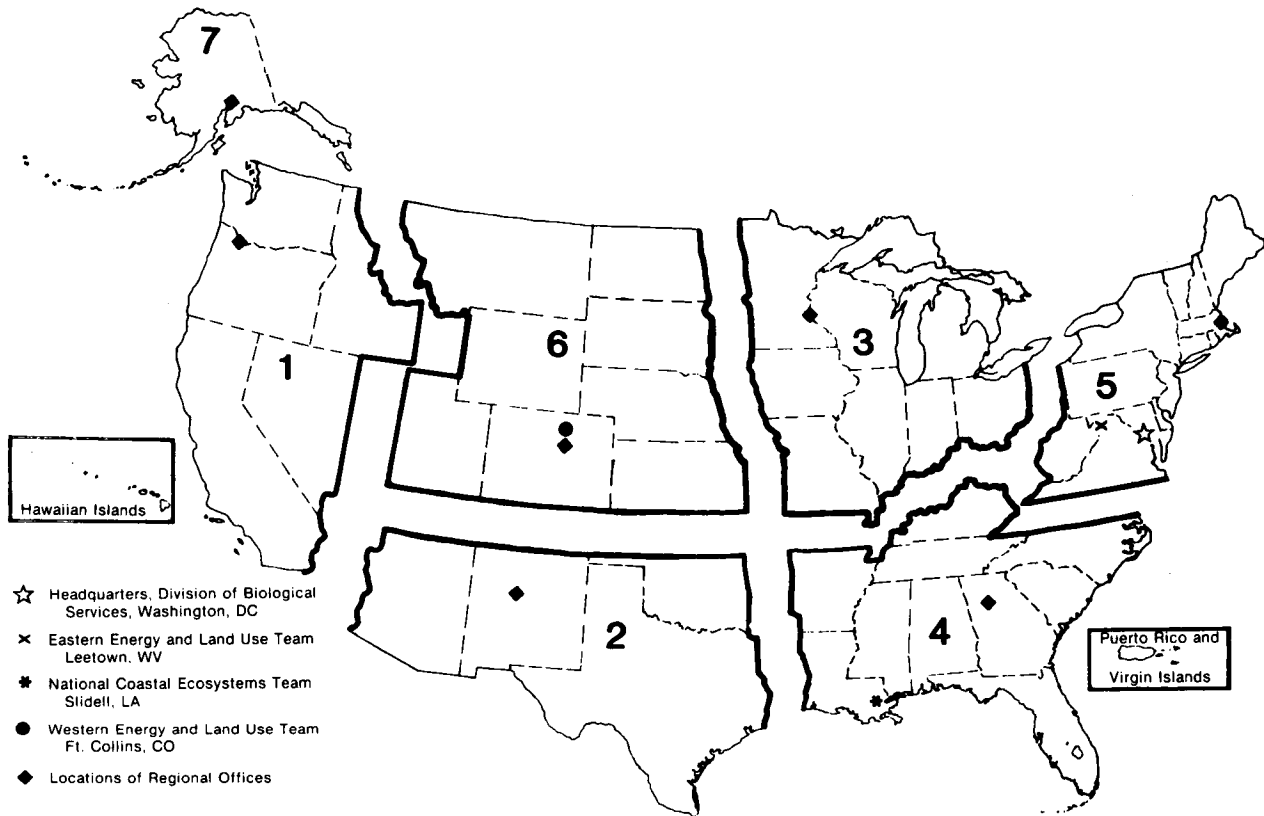 7
1
6
3
5
2
4
Hawaiian Islands
Puerto Rico and
Virgin Islands
Headquarters, Division of Biological
Services, Washington, DC
Eastern Energy and Land Use Team
Leetown, WV
National Coastal Ecosystems Team
Slidell, LA
Western Energy and Land Use Team
Ft. Collins, CO
Locations of Regional Offices